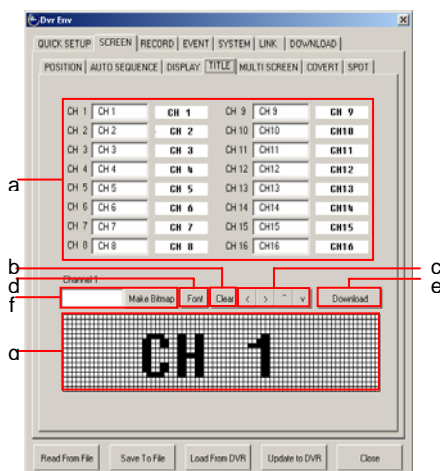 Dvr Env
QUICK SETUP SCREEN RECORD EVENT SYSTEM LINK DOWNLOAD
POSITION AUTO SEQUENCE DISPLAY TITLE MULTI SCREEN COVERT SPOT
CH 1 CH 1 CH 1 CH 9 CH 9 CH 9
CH 2 CH 2 CH 2 CH 10 CH10 CH10
CH 3 CH 3 CH 3 CH 11 CH11 CH11
a
CH 4 CH 4 CH 4 CH 12 CH12 CH12
CH 5 CH 5 CH 5 CH 13 CH13 CH13
CH 6 CH 6 CH 6 CH 14 CH14 CH14
CH 7 CH 7 CH 7 CH 15 CH15 CH15
CH 8 CH 8 CH 8 CH 16 CH16 CH16
b c
Channel 1
d e
f Make Bitmap Font Clear < > ^ v Download
g CH 1
Read From File Save To File Load From DVR Update to DVR Close